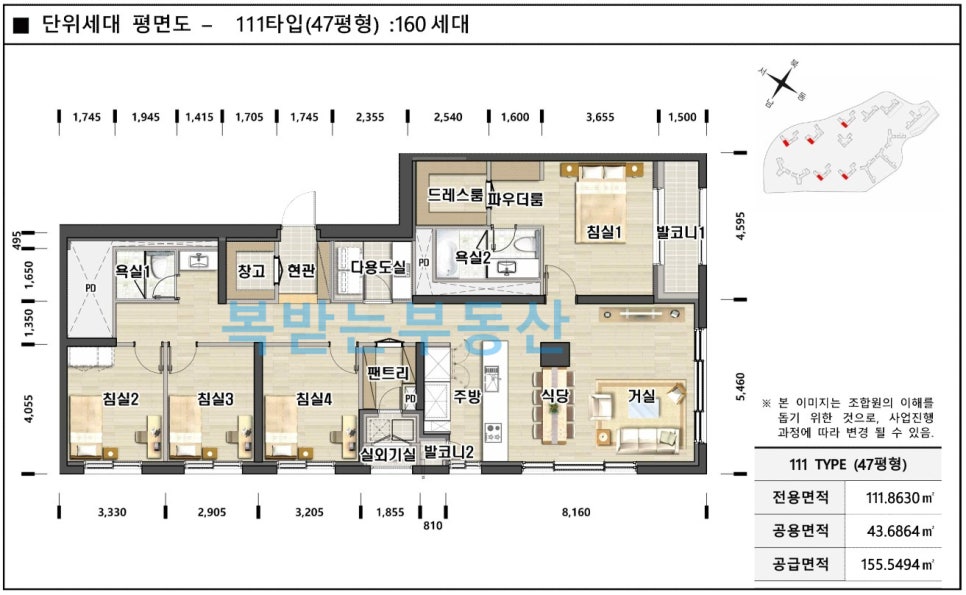 ■ 단위세대 평면도 – 111타입(47평형) :160 세대
북
서
동
남
1,745 1,945 1,415 1,705 1,745 2,355 2,540 1,600 3,655 1,500
드레스룸 파우더룸
침실1 발코니1
욕실2
PD
욕실1
PD
창고 현관 다용도실
복받는부동산
495
1,650
1,350
4,055
4,595
5,460
침실2 침실3 침실4
팬트리
PD
주방 식당 거실
실외기실 발코니2
3,330 2,905 3,205 1,855 810 8,160
※ 본 이미지는 조합원의 이해를
돕기 위한 것으로, 사업진행
과정에 따라 변경 될 수 있음.
111 TYPE (47평형)
전용면적 111.8630㎡
공용면적 43.6864㎡
공급면적 155.5494㎡